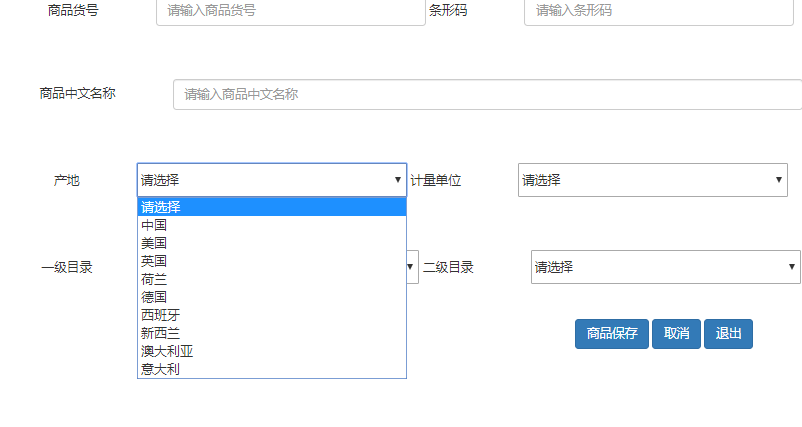 商品货号 请输入商品货号 条形码 请输入条形码
商品中文名称 请输入商品中文名称
产地 请选择 计量单位 请选择
请选择
中国
美国
英国
荷兰
德国
西班牙
新西兰
澳大利亚
意大利
一级目录 二级目录 请选择
商品保存 取消 退出